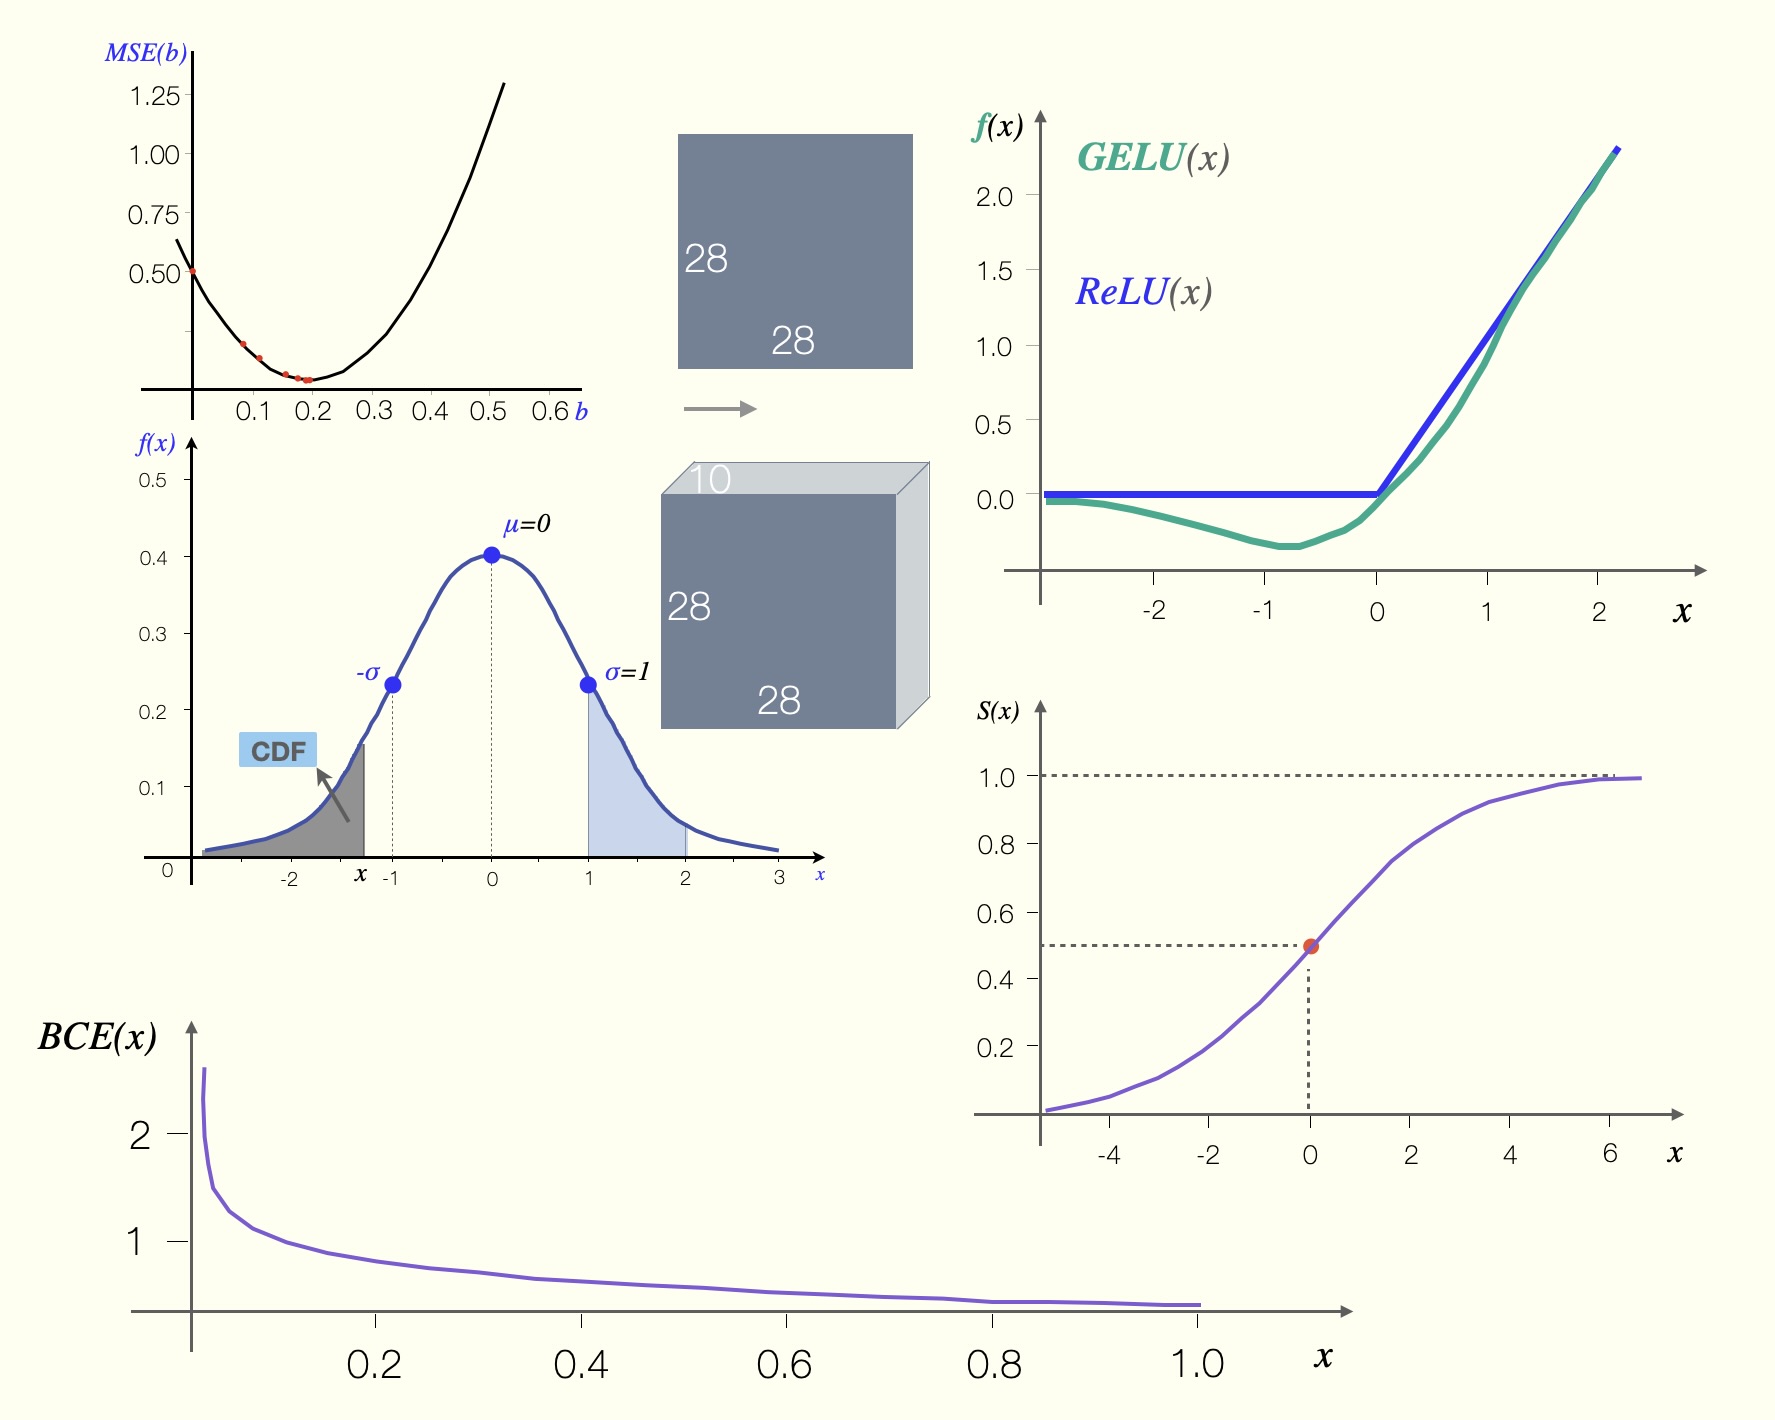 MSE(b)
1.25
1.00
0.75
0.50
0.1 0.2 0.3 0.4 0.5 0.6 b
28
28
10
28
28
f(x)
0.5
0.4
0.3
0.2
0.1
0
μ=0
-σ
σ=1
CDF
-2 x -1 0 1 2 3 x
f(x)
GELU(x)
ReLU(x)
2.0
1.5
1.0
0.5
0.0
-2 -1 0 1 2 x
S(x)
1.0
0.8
0.6
0.4
0.2
-4 -2 0 2 4 6 x
BCE(x)
2
1
0.2 0.4 0.6 0.8 1.0 x